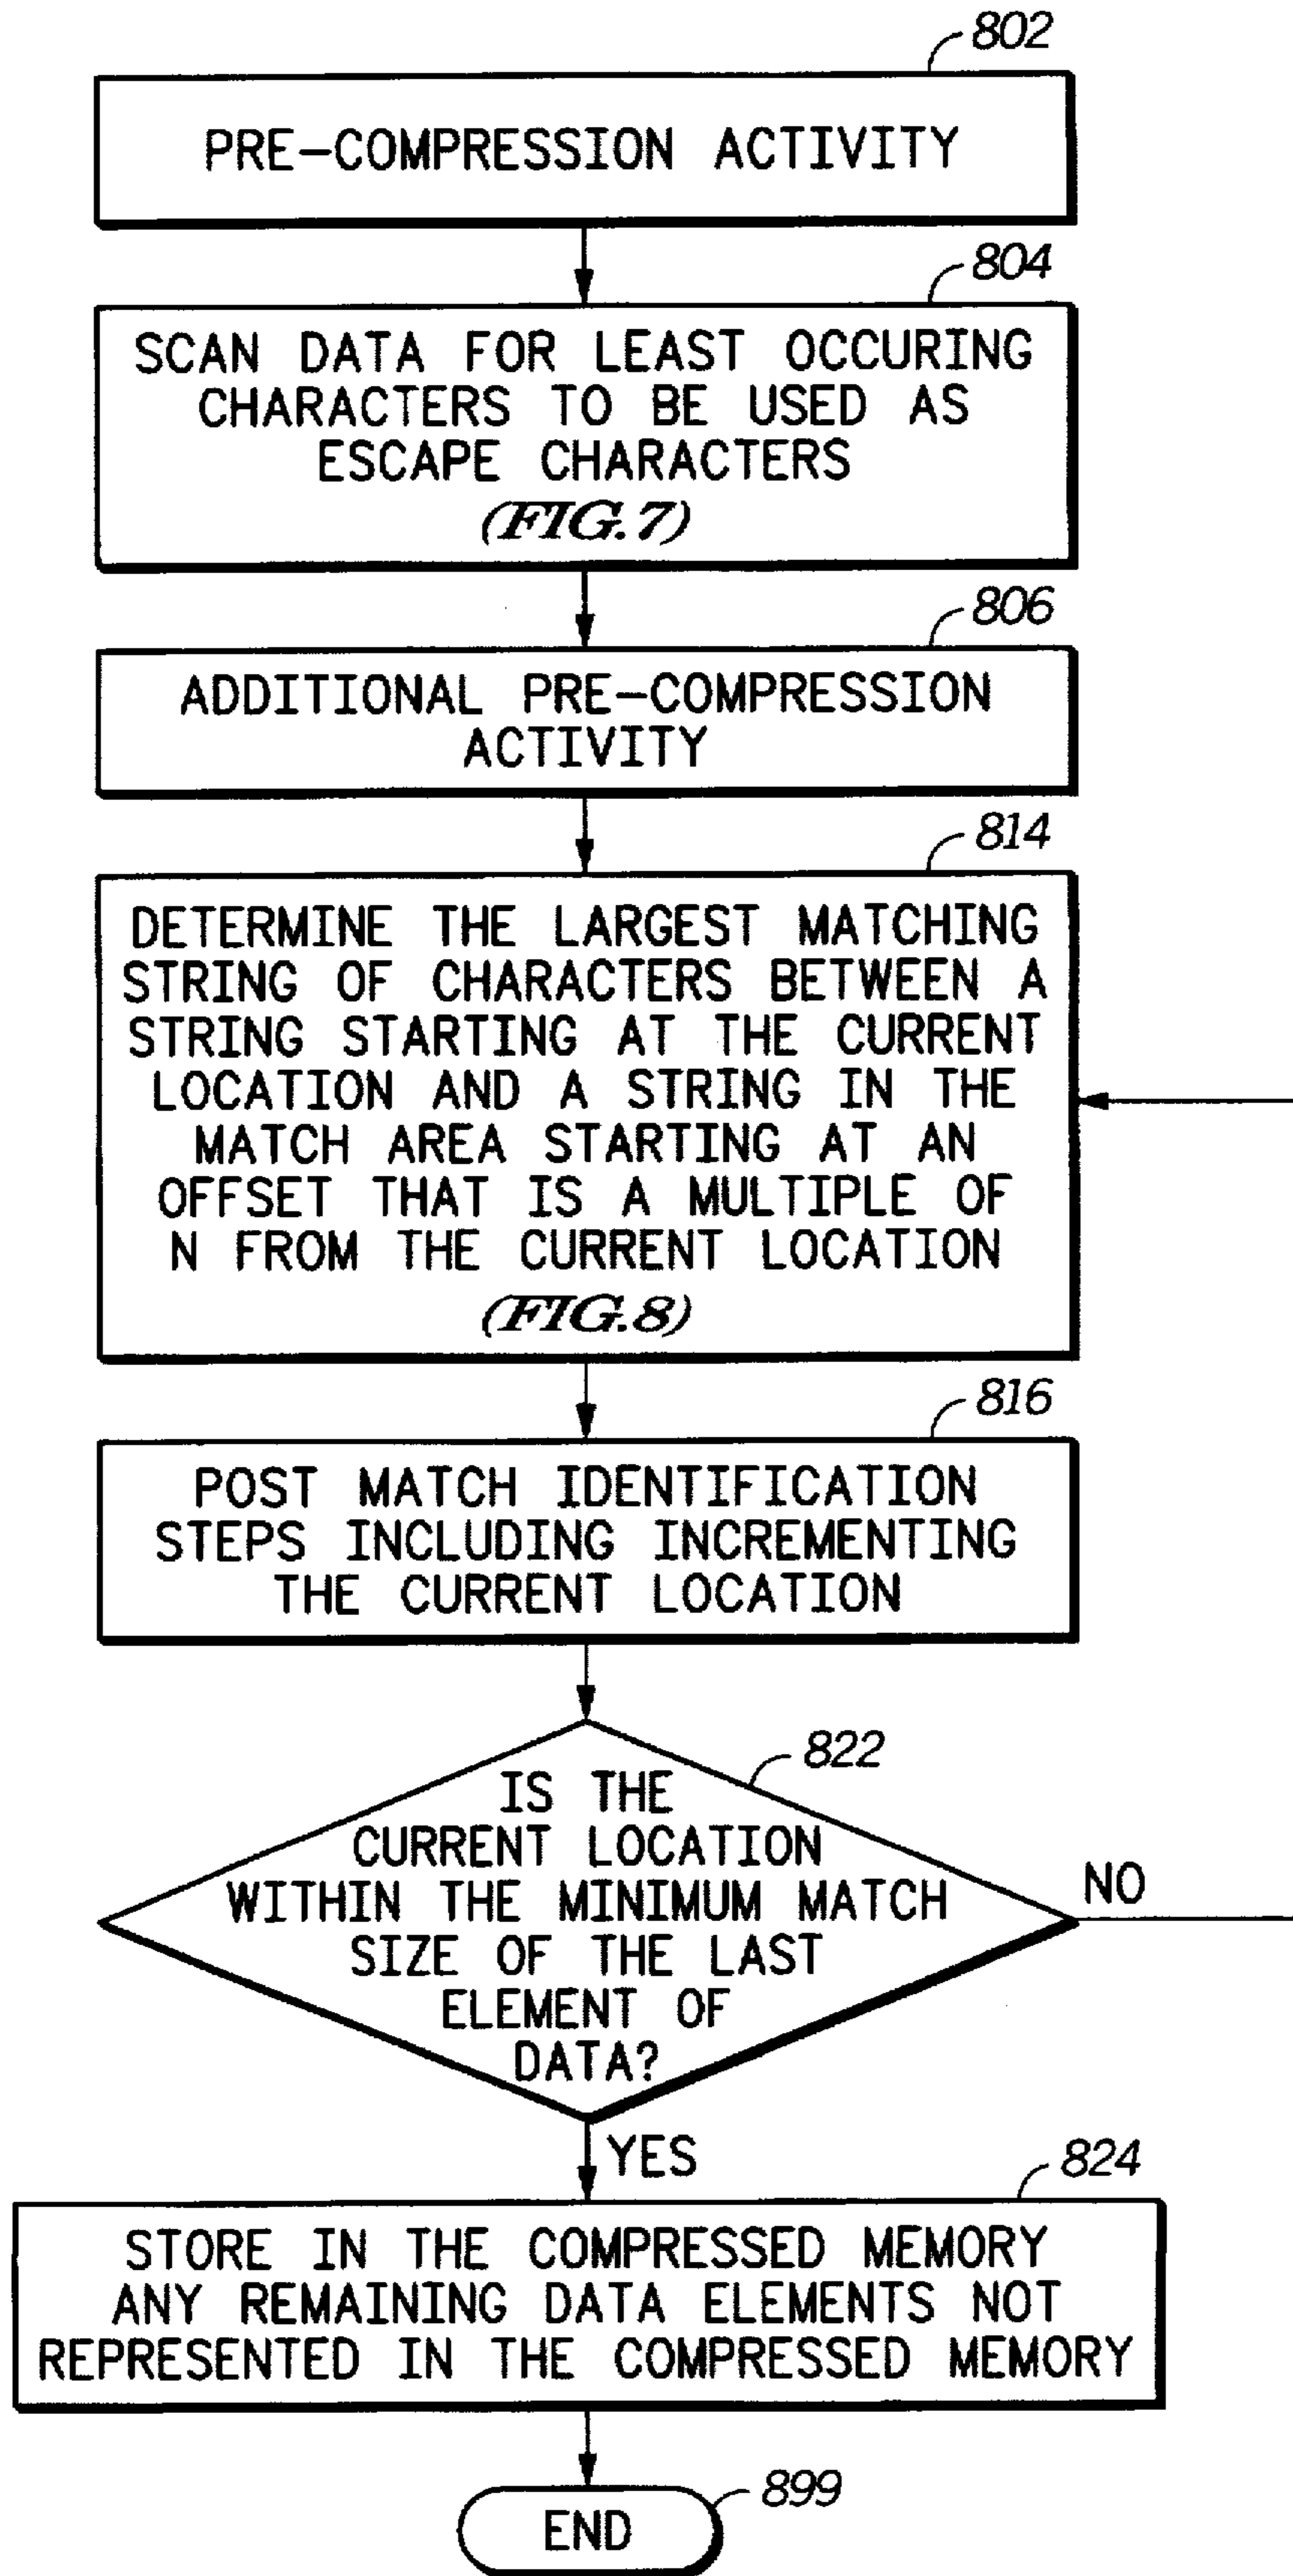 802
PRE-COMPRESSION ACTIVITY
804
SCAN DATA FOR LEAST OCCURING
CHARACTERS TO BE USED AS
ESCAPE CHARACTERS
(FIG.7)
806
ADDITIONAL PRE-COMPRESSION
ACTIVITY
814
DETERMINE THE LARGEST MATCHING
STRING OF CHARACTERS BETWEEN A
STRING STARTING AT THE CURRENT
LOCATION AND A STRING IN THE
MATCH AREA STARTING AT AN
OFFSET THAT IS A MULTIPLE OF
N FROM THE CURRENT LOCATION
(FIG.8)
816
POST MATCH IDENTIFICATION
STEPS INCLUDING INCREMENTING
THE CURRENT LOCATION
822
IS THE
CURRENT LOCATION
WITHIN THE MINIMUM MATCH
SIZE OF THE LAST
ELEMENT OF
DATA?
NO
YES
824
STORE IN THE COMPRESSED MEMORY
ANY REMAINING DATA ELEMENTS NOT
REPRESENTED IN THE COMPRESSED MEMORY
899
END